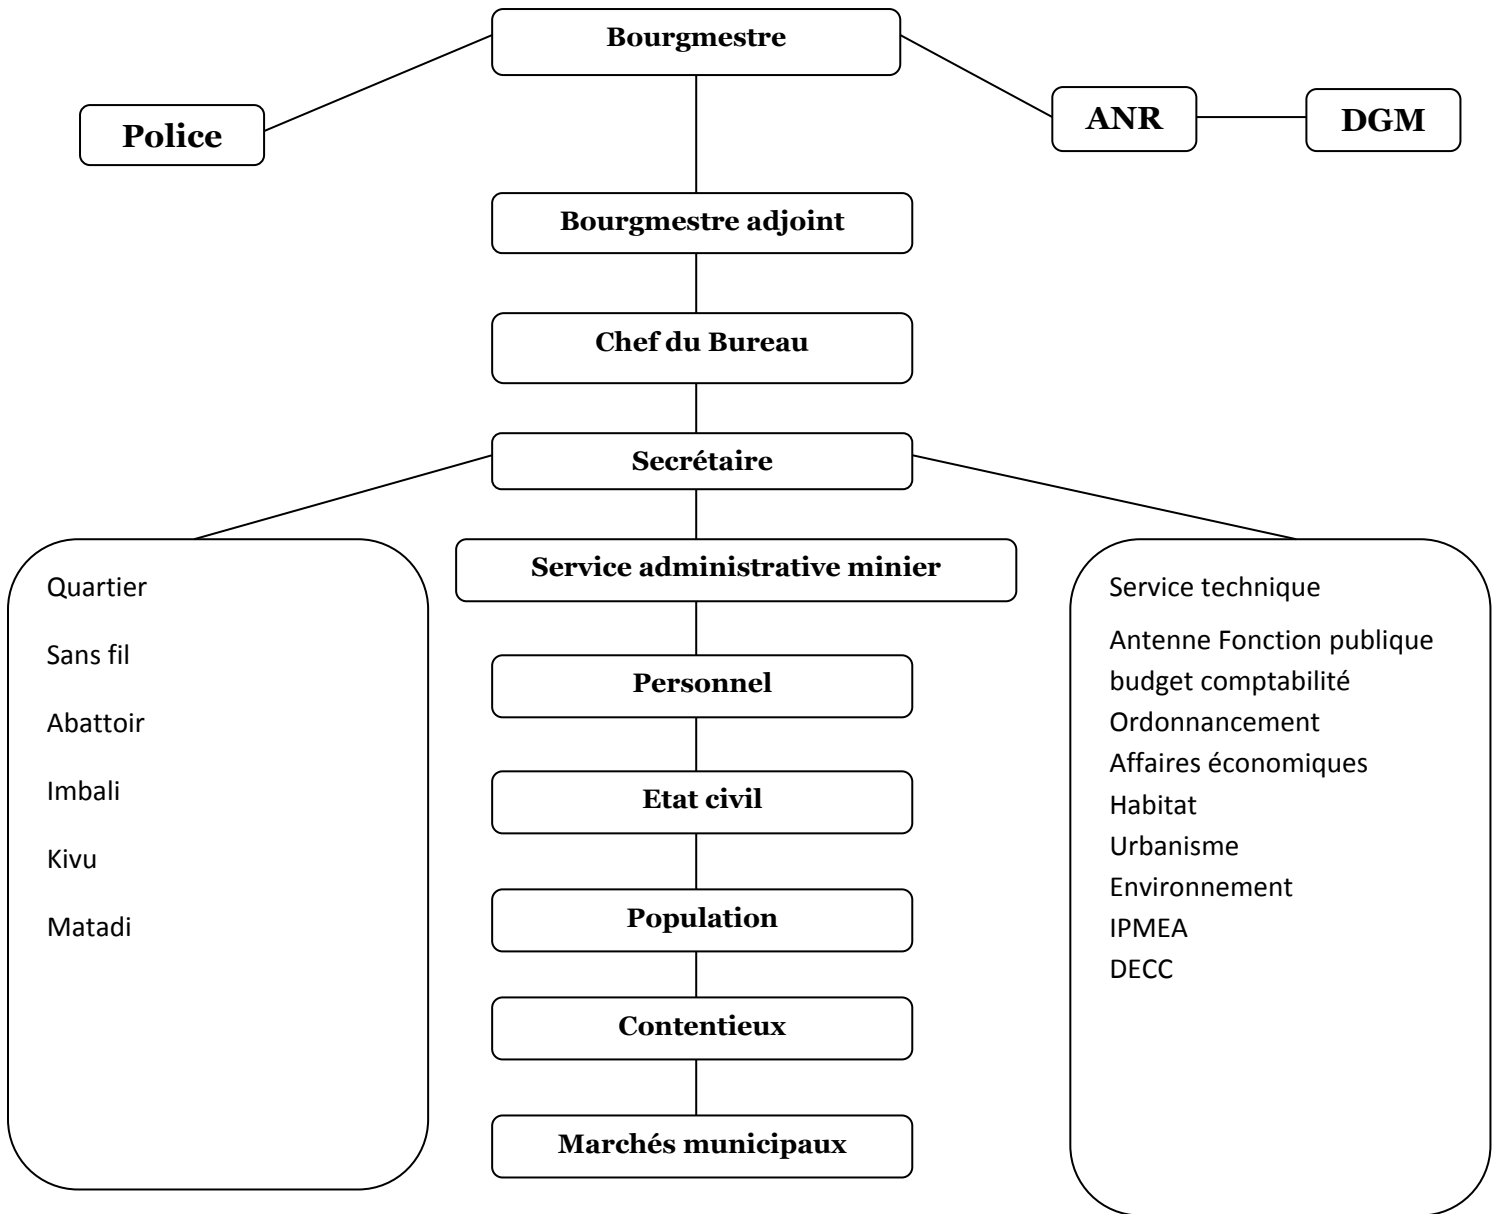 Bourgmestre
Police
ANR
DGM
Bourgmestre adjoint
Chef du Bureau
Secrétaire
Quartier
Sans fil
Abattoir
Imbali
Kivu
Matadi
Service administrative minier
Personnel
Etat civil
Population
Contentieux
Marchés municipaux
Service technique
Antenne Fonction publique
budget comptabilité
Ordonnancement
Affaires économiques
Habitat
Urbanisme
Environnement
IPMEA
DECC